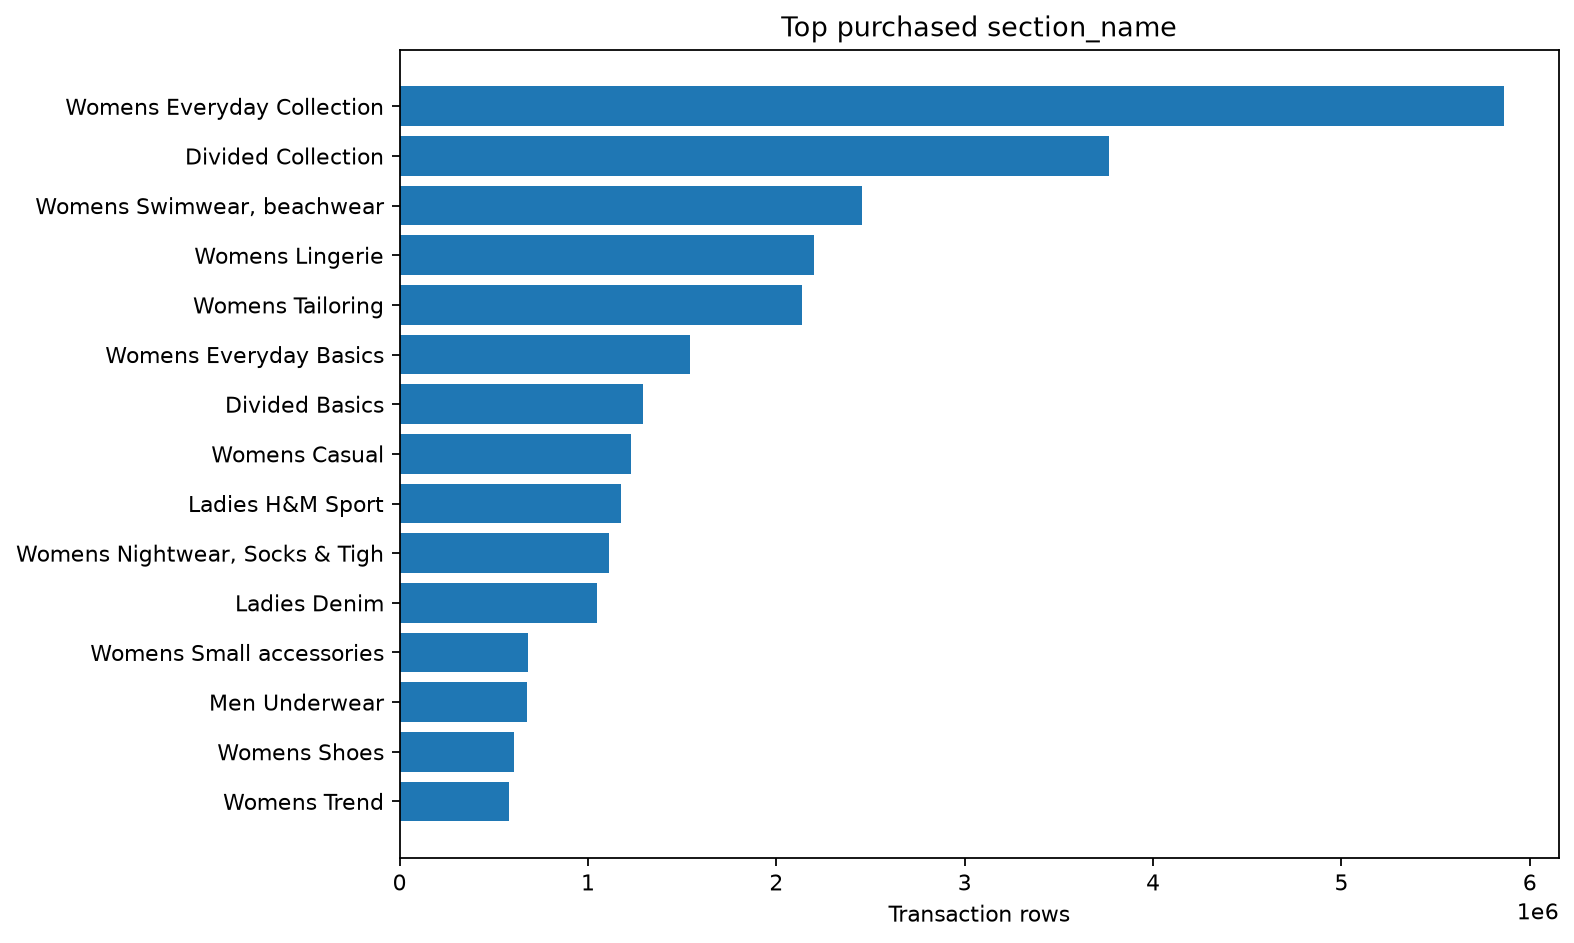 Top purchased section_name
Womens Everyday Collection
Divided Collection
Womens Swimwear, beachwear
Womens Lingerie
Womens Tailoring
Womens Everyday Basics
Divided Basics
Womens Casual
Ladies H&M Sport
Womens Nightwear, Socks & Tigh
Ladies Denim
Womens Small accessories
Men Underwear
Womens Shoes
Womens Trend
0 1 2 3 4 5 6
1e6
Transaction rows